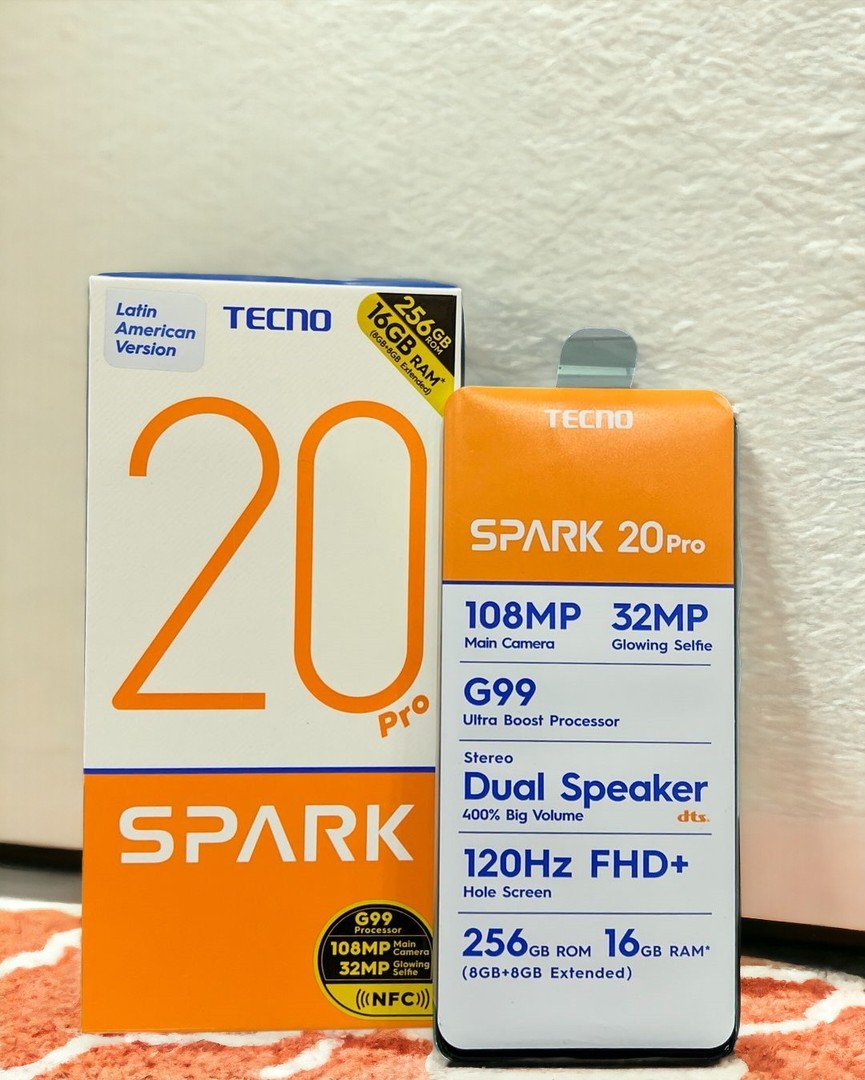 Latin
American
Version
TECNO
256GB
ROM
16GB RAM*
(8GB+8GB Extended)
20
Pro
SPARK
G99
Processor
108MP Main Camera
32MP Glowing Selfie
((NFC))
TECNO
SPARK 20 Pro
108MP 32MP
Main Camera Glowing Selfie
G99
Ultra Boost Processor
Stereo
Dual Speaker
400% Big Volume dts
120Hz FHD+
Hole Screen
256GB ROM 16GB RAM*
(8GB+8GB Extended)